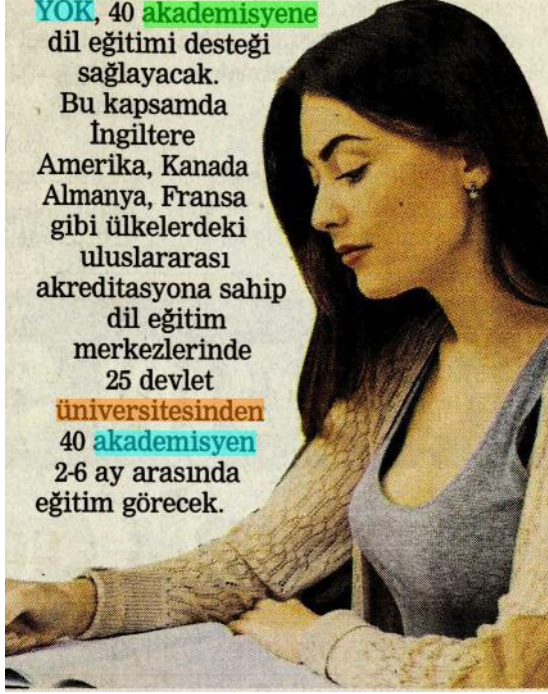 YÖK, 40 akademisyene
dil eğitimi desteği
sağlayacak.
Bu kapsamda
İngiltere
Amerika, Kanada
Almanya, Fransa
gibi ülkelerdeki
uluslararası
akreditasyona sahip
dil eğitim
merkezlerinde
25 devlet
üniversitesinden
40 akademisyen
2-6 ay arasında
eğitim görecek.